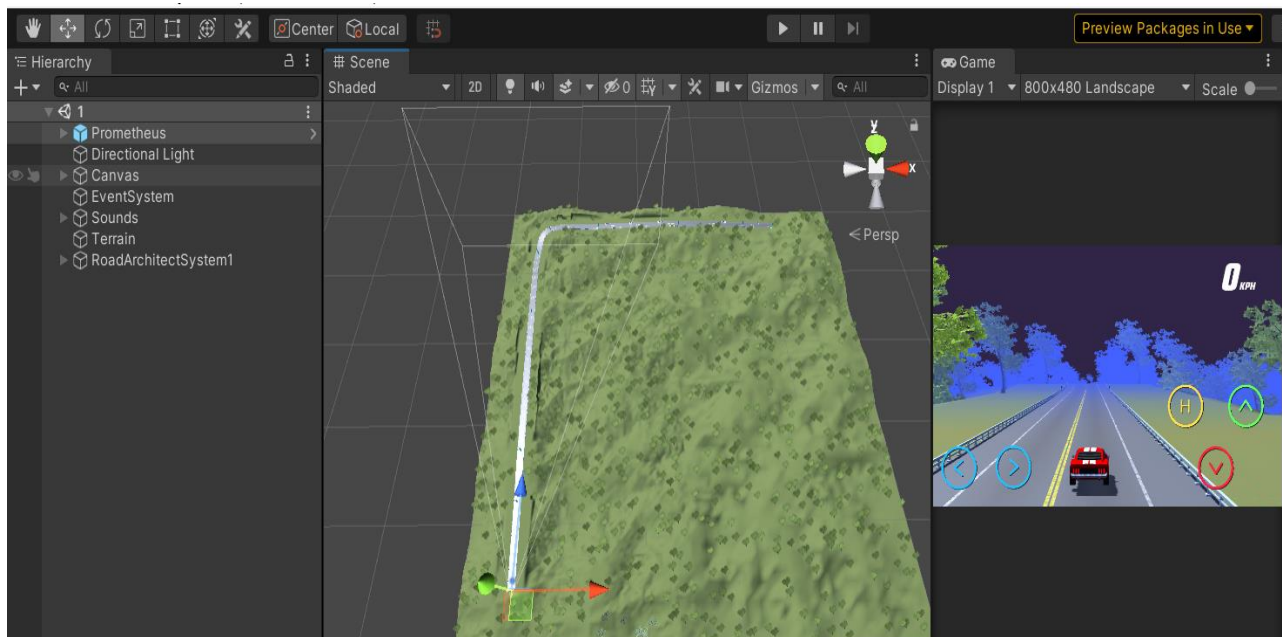 Center Local
Preview Packages in Use
Hierarchy
All
1
Prometheus
Directional Light
Canvas
EventSystem
Sounds
Terrain
RoadArchitectSystem1
# Scene
Shaded 2D 0 Gizmos All
y
x
Persp
Game
Display 1 800x480 Landscape Scale
0 KPH
H